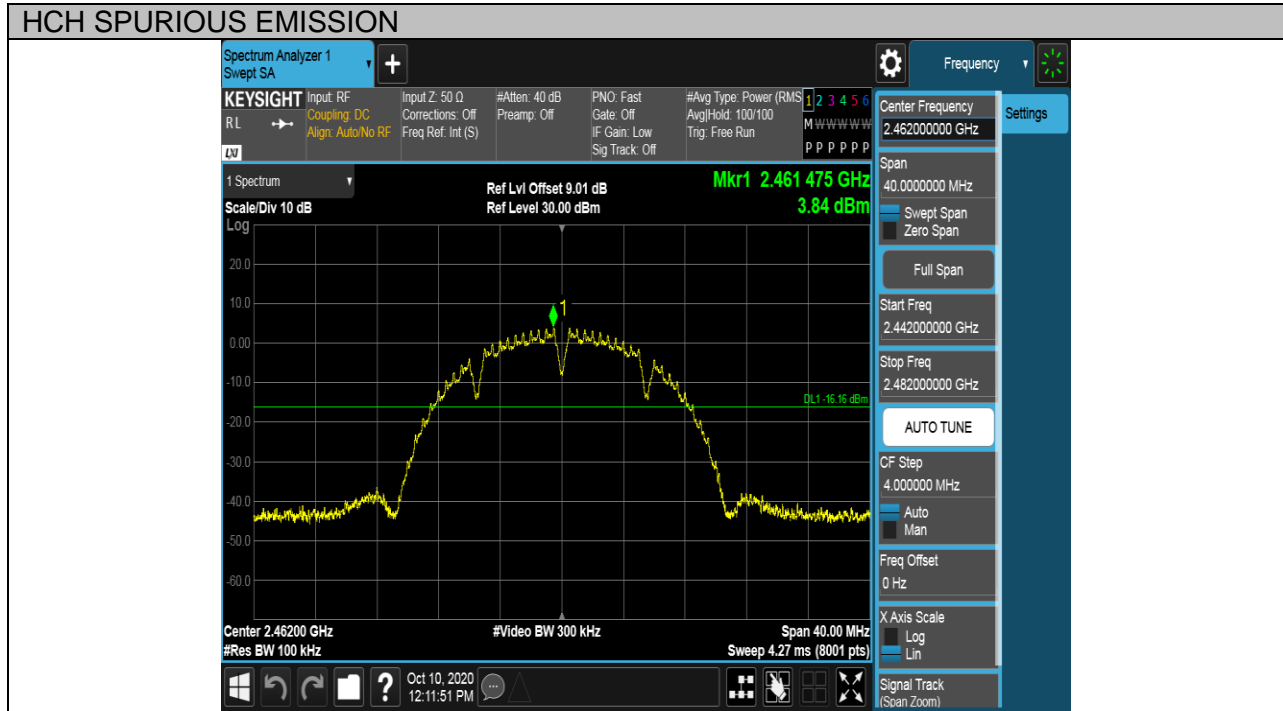 HCH SPURIOUS EMISSION
Spectrum Analyzer 1
Swept SA
+
Frequency
KEYSIGHT
RL
LXI
Input: RF
Coupling: DC
Align: Auto/No RF
Input Z: 50 Ω
Corrections: Off
Freq Ref: Int (S)
#Atten: 40 dB
Preamp: Off
PNO: Fast
Gate: Off
IF Gain: Low
Sig Track: Off
#Avg Type: Power (RMS
Avg|Hold: 100/100
Trig: Free Run
1 2 3 4 5 6
M W W W W W
P P P P P P
1 Spectrum
Scale/Div 10 dB
Ref Lvl Offset 9.01 dB
Ref Level 30.00 dBm
Mkr1 2.461 475 GHz
3.84 dBm
Log
20.0
10.0
1
0.00
-10.0
DL1 -16.16 dBm
-20.0
-30.0
-40.0
-50.0
-60.0
Center 2.46200 GHz
#Res BW 100 kHz
#Video BW 300 kHz
Span 40.00 MHz
Sweep 4.27 ms (8001 pts)
?
Oct 10, 2020
12:11:51 PM
Center Frequency
2.462000000 GHz
Settings
Span
40.0000000 MHz
Swept Span
Zero Span
Full Span
Start Freq
2.442000000 GHz
Stop Freq
2.482000000 GHz
AUTO TUNE
CF Step
4.000000 MHz
Auto
Man
Freq Offset
0 Hz
X Axis Scale
Log
Lin
Signal Track
(Span Zoom)